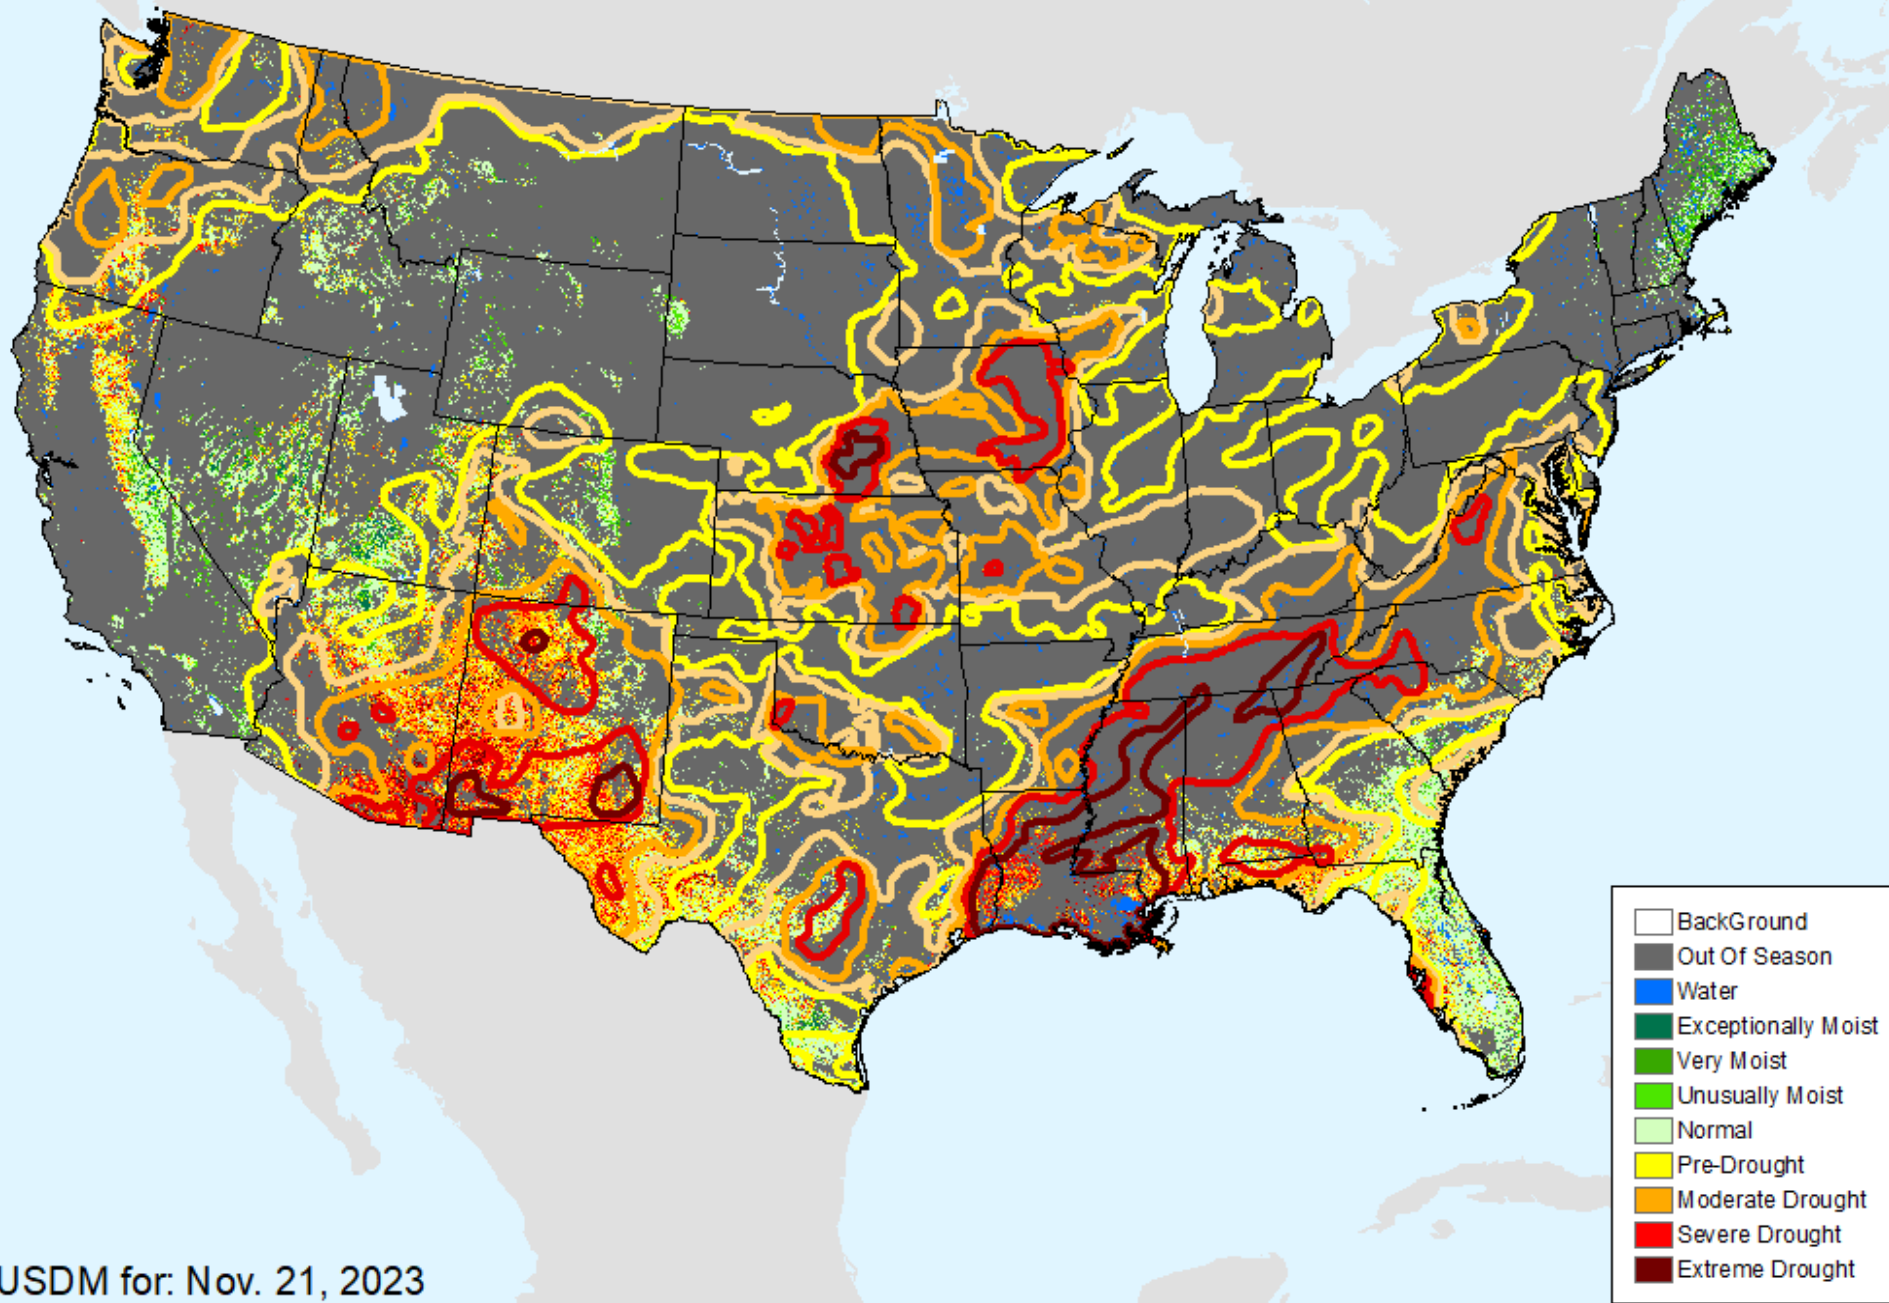 BackGround
Out Of Season
Water
Exceptionally Moist
Very Moist
Unusually Moist
Normal
Pre-Drought
Moderate Drought
Severe Drought
Extreme Drought
USDM for: Nov. 21, 2023